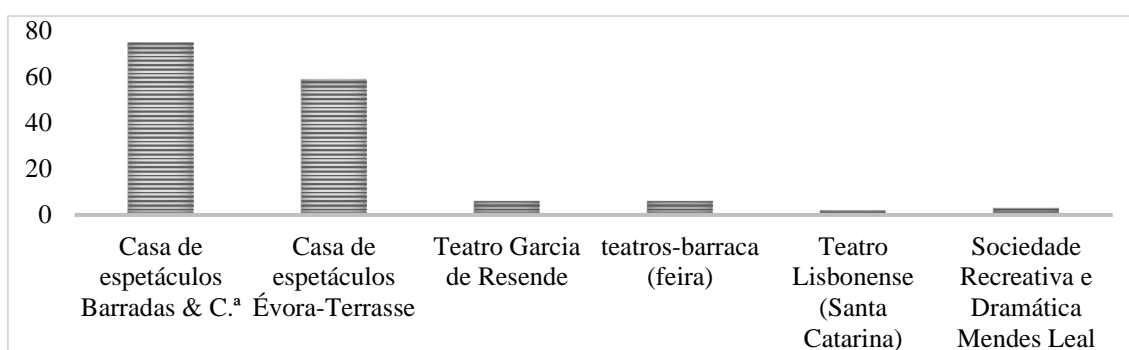 80
60
40
20
0
Casa de
espetáculos
Barradas & C.ª
Casa de
espetáculos
Évora-Terrasse
Teatro Garcia
de Resende
teatros-barraca
(feira)
Teatro
Lisbonense
(Santa
Catarina)
Sociedade
Recreativa e
Dramática
Mendes Leal